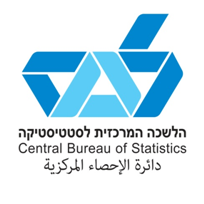 הלשכה המרכזית לסטטיסטיקה
Central Bureau of Statistics
دائرة الإحصاء المركزية